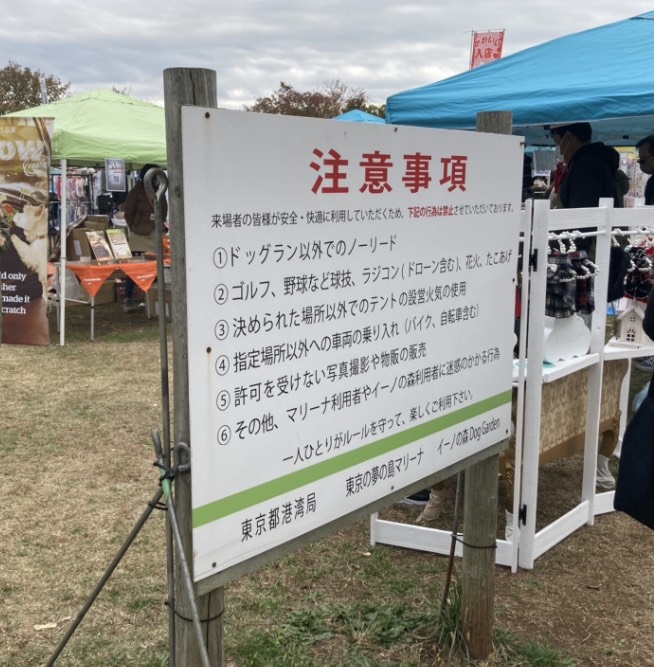 注意事項
来場者の皆様が安全・快適に利用していただくため、下記の行為は禁止させていただいております。
①ドッグラン以外でのノーリード
②ゴルフ、野球など球技、ラジコン(ドローン含む)、花火、たこあげ
③決められた場所以外でのテントの設営火気の使用
④指定場所以外への車両の乗り入れ(バイク、自転車含む)
⑤許可を受けない写真撮影や物販の販売
⑥その他、マリーナ利用者やイーノの森利用者に迷惑のかかる行為
一人ひとりがルールを守って、楽しくご利用下さい。
東京都港湾局 東京の夢の島マリーナ イーノの森 Dog Garden
入店
d only
her
made it
cratch